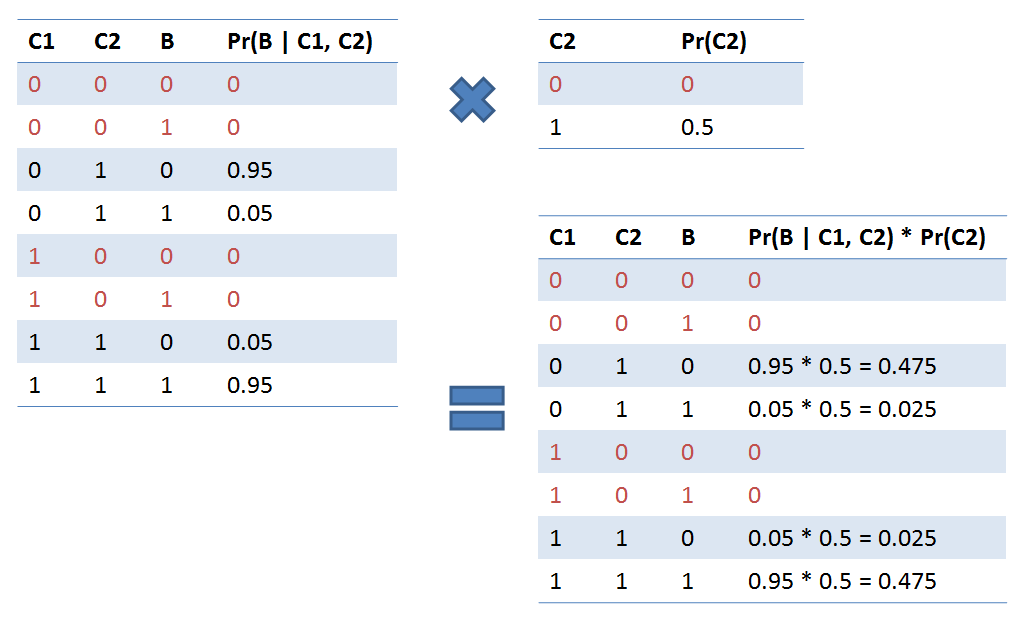 C1 C2 B Pr(B | C1, C2)
0 0 0 0
0 0 1 0
0 1 0 0.95
0 1 1 0.05
1 0 0 0
1 0 1 0
1 1 0 0.05
1 1 1 0.95
C2 Pr(C2)
0 0
1 0.5
C1 C2 B Pr(B | C1, C2) * Pr(C2)
0 0 0 0
0 0 1 0
0 1 0 0.95 * 0.5 = 0.475
0 1 1 0.05 * 0.5 = 0.025
1 0 0 0
1 0 1 0
1 1 0 0.05 * 0.5 = 0.025
1 1 1 0.95 * 0.5 = 0.475